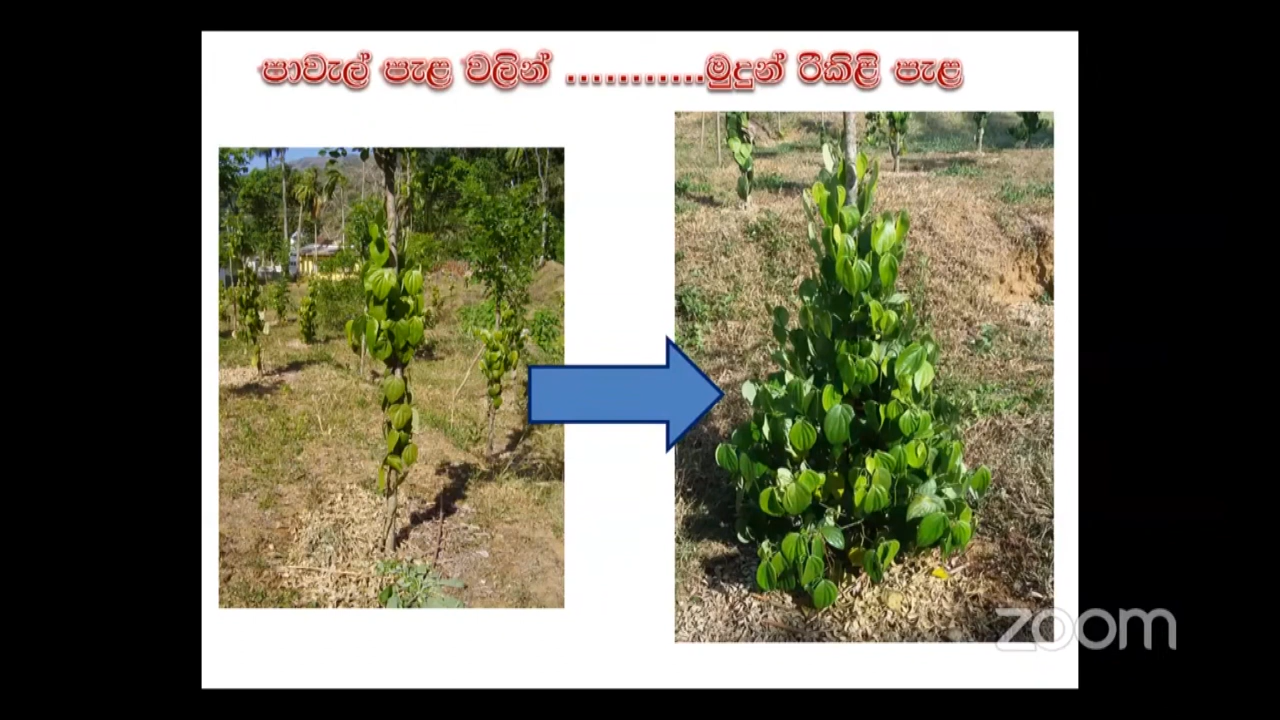 පාවැල් පැළ වලින් ...........මුදුන් රිකිළි පැළ
zoom